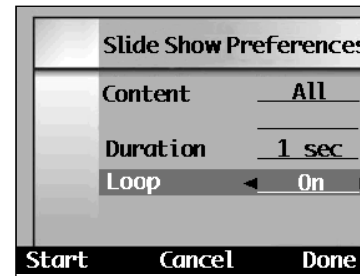 Slide Show Preferences
Content All
Duration 1 sec
Loop On
Start Cancel Done